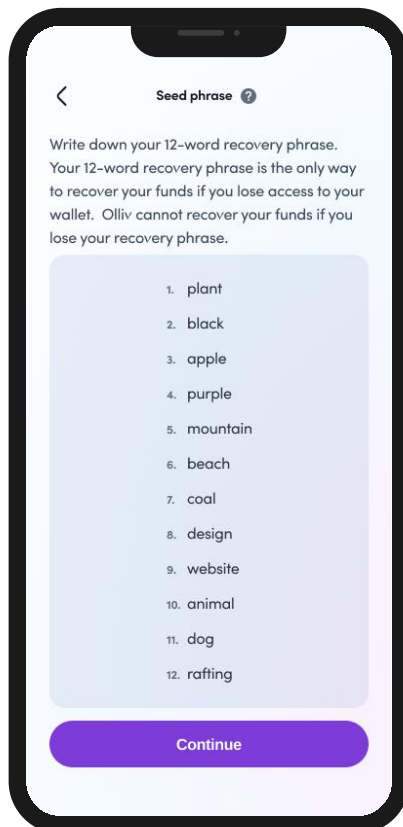 Seed phrase ?
Write down your 12-word recovery phrase.
Your 12-word recovery phrase is the only way
to recover your funds if you lose access to your
wallet. Olliv cannot recover your funds if you
lose your recovery phrase.
1. plant
2. black
3. apple
4. purple
5. mountain
6. beach
7. coal
8. design
9. website
10. animal
11. dog
12. rafting
Continue